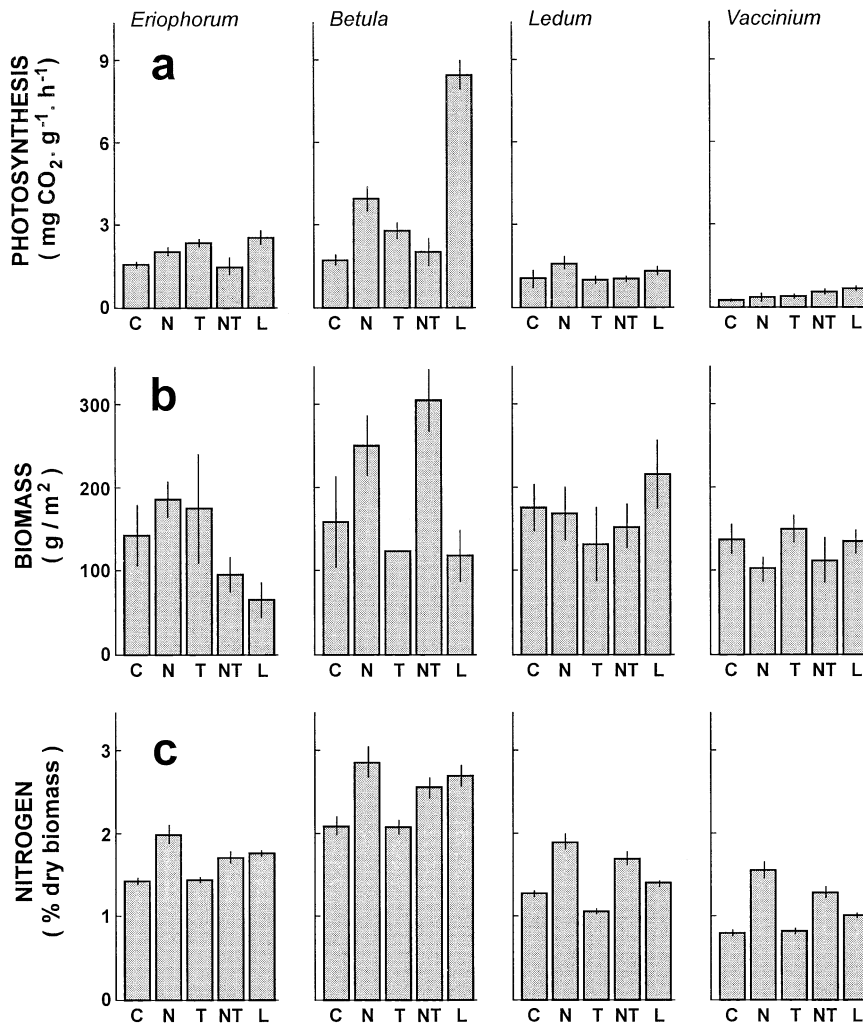 Eriophorum Betula Ledum Vaccinium
a
PHOTOSYNTHESIS
( mg CO2. g-1. h-1)
9
6
3
0
C N T NT L C N T NT L C N T NT L C N T NT L
b
BIOMASS
( g / m2 )
300
200
100
0
C N T NT L C N T NT L C N T NT L C N T NT L
c
NITROGEN
( % dry biomass )
3
2
1
0
C N T NT L C N T NT L C N T NT L C N T NT L